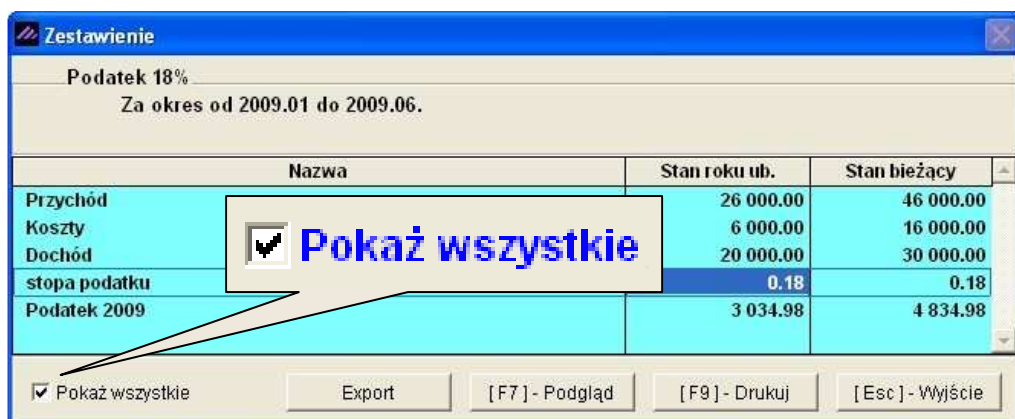 Zestawienie
Podatek 18%
Za okres od 2009.01 do 2009.06.
Nazwa Stan roku ub. Stan bieżący
Przychód 26 000.00 46 000.00
Koszty 6 000.00 16 000.00
Dochód 20 000.00 30 000.00
Pokaż wszystkie
stopa podatku 0.18 0.18
Podatek 2009 3 034.98 4 834.98
Pokaż wszystkie Export [ F7 ] - Podgląd [ F9 ] - Drukuj [ Esc ] - Wyjście